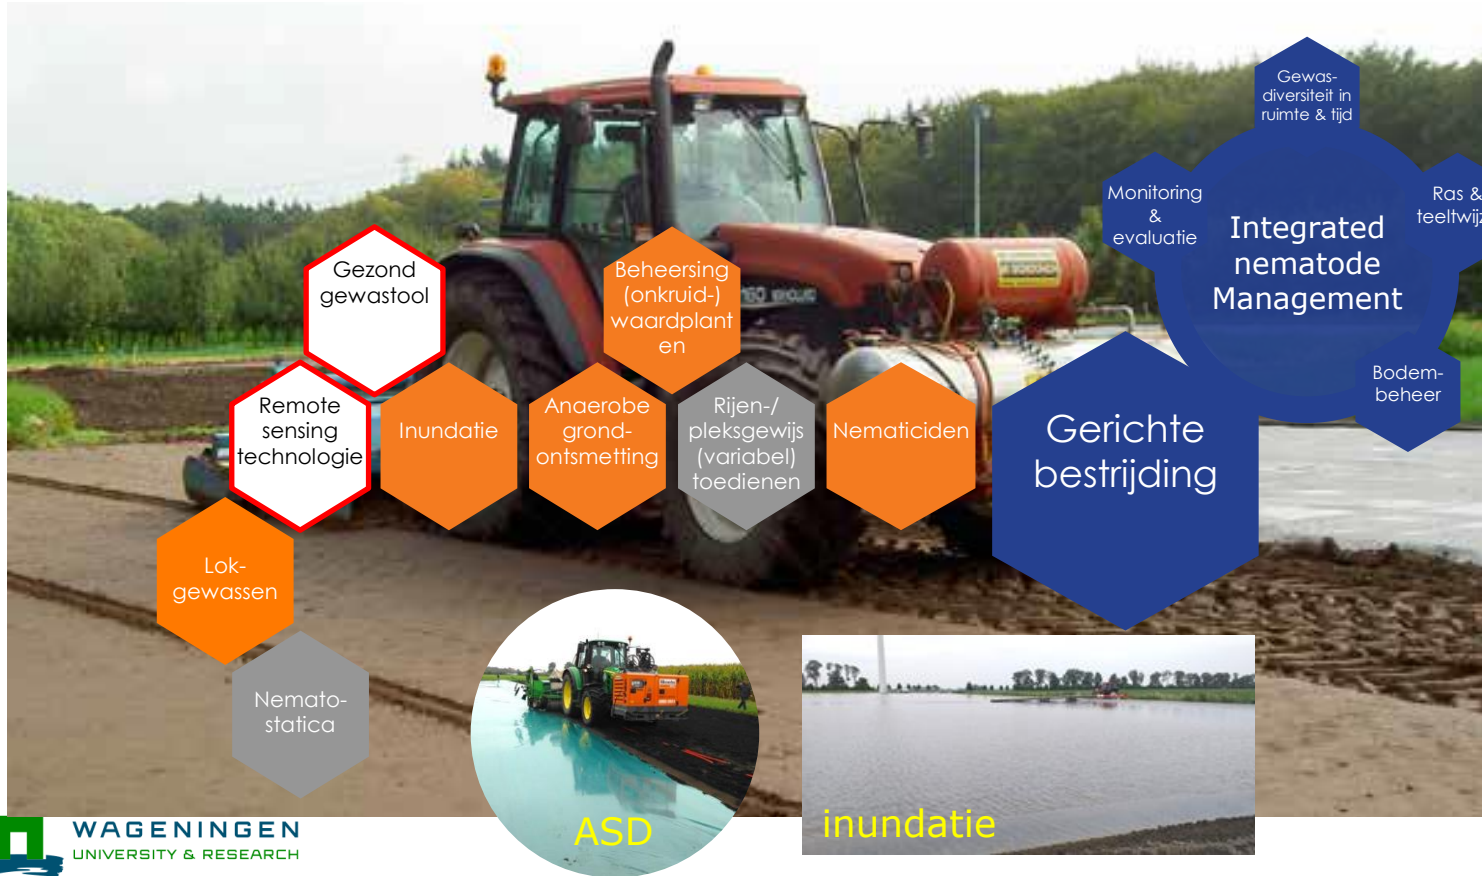 Gewas-
diversiteit in
ruimte & tijd
Monitoring
&
evaluatie
Ras &
teeltwijz
Integrated
nematode
Management
Bodem-
beheer
Gerichte
bestrijding
Gezond
gewastool
Beheersing
(onkruid-)
waardplant
en
Remote
sensing
technologie
Inundatie
Anaerobe
grond-
ontsmetting
Rijen-/
pleksgewijs
(variabel)
toedienen
Nematiciden
Lok-
gewassen
Nemato-
statica
ASD
inundatie
WAGENINGEN
UNIVERSITY & RESEARCH